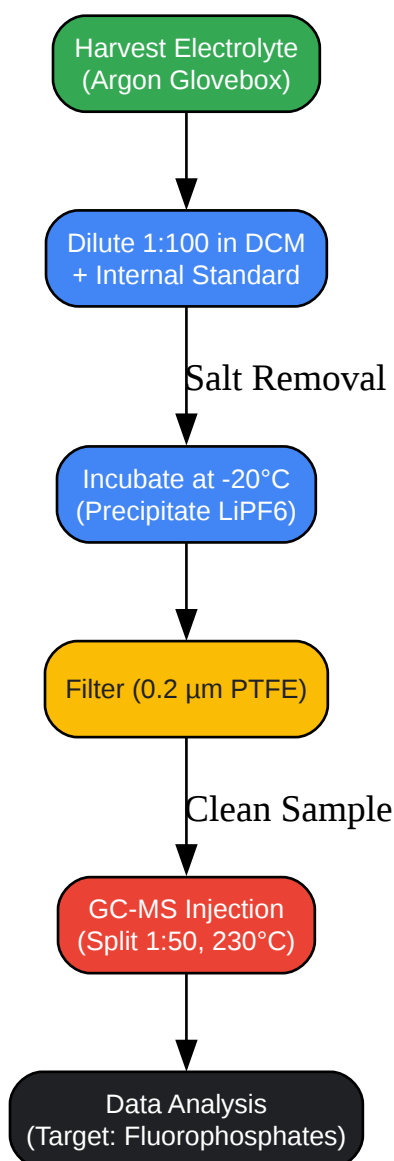 Harvest Electrolyte
(Argon Glovebox)
Dilute 1:100 in DCM
+ Internal Standard
Salt Removal
Incubate at -20°C
(Precipitate LiPF6)
Filter (0.2 µm PTFE)
Clean Sample
GC-MS Injection
(Split 1:50, 230°C)
Data Analysis
(Target: Fluorophosphates)